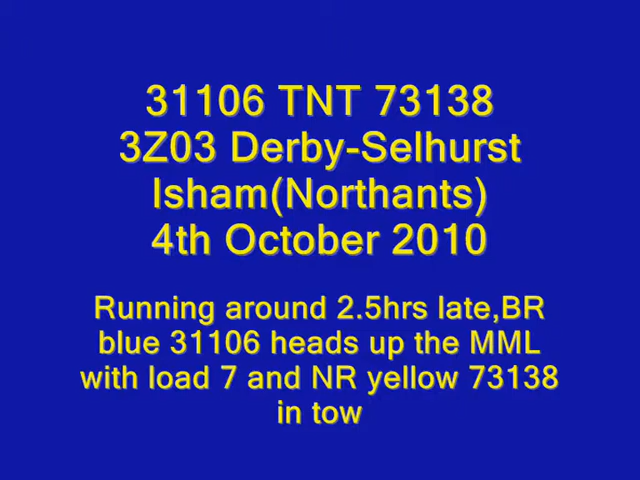 31106 TNT 73138
3Z03 Derby-Selhurst
Isham(Northants)
4th October 2010
Running around 2.5hrs late,BR
blue 31106 heads up the MML
with load 7 and NR yellow 73138
in tow